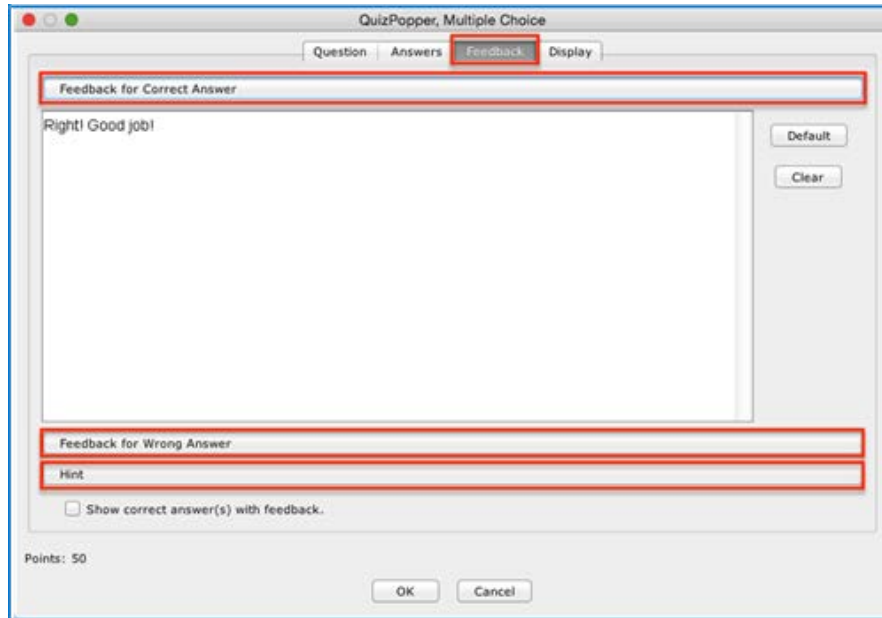 QuizPopper, Multiple Choice
Question Answers Feedback Display
Feedback for Correct Answer
Right! Good job!
Default
Clear
Feedback for Wrong Answer
Hint
Show correct answer(s) with feedback.
Points: 50
OK Cancel